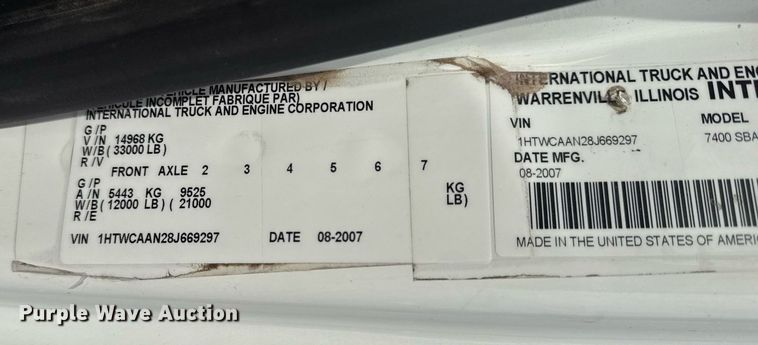 VEHICLE MANUFACTURED BY /
VEHICULE INCOMPLET FABRIQUE PAR)
INTERNATIONAL TRUCK AND ENGINE CORPORATION
G /P
V / N 14968 KG
W/B ( 33000 LB )
R / V
FRONT AXLE 2 3 4 5 6 7
G / P
A / N 5443 KG 9525 KG
W/B ( 12000 LB ) ( 21000 LB )
R / E
VIN 1HTWCAAN28J669297 DATE 08-2007
INTERNATIONAL TRUCK AND
WARRENVILLE ILLINOIS
VIN MODEL
1HTWCAAN28J669297 7400 SBA
DATE MFG.
08-2007
MADE IN THE UNITED STATES OF
Purple Wave Auction